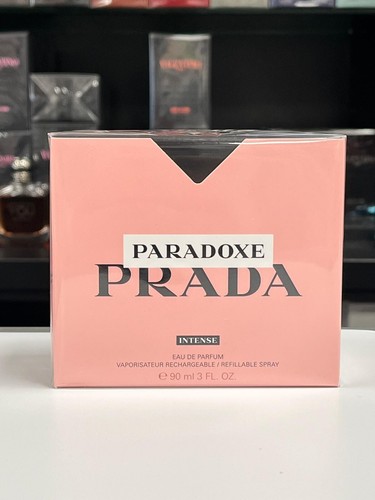 PARADOXE
PRADA
INTENSE
EAU DE PARFUM
VAPORISATEUR RECHARGEABLE / REFILLABLE SPRAY
℮ 90 ml 3 FL. OZ.